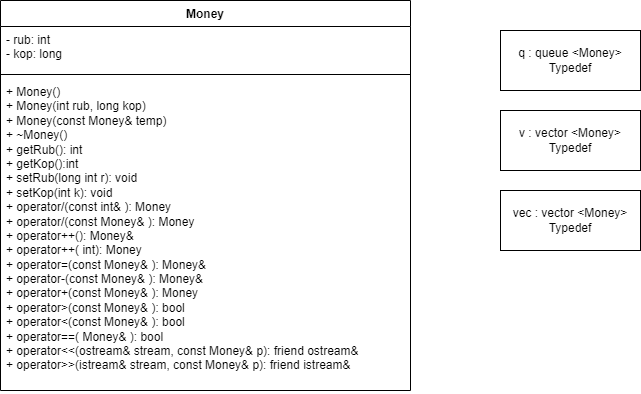 Money
- rub: int
- kop: long
+ Money()
+ Money(int rub, long kop)
+ Money(const Money& temp)
+ ~Money()
+ getRub(): int
+ getKop():int
+ setRub(long int r): void
+ setKop(int k): void
+ operator/(const int& ): Money
+ operator/(const Money& ): Money
+ operator++(): Money&
+ operator++( int): Money
+ operator=(const Money& ): Money&
+ operator-(const Money& ): Money&
+ operator+(const Money& ): Money
+ operator>(const Money& ): bool
+ operator<(const Money& ): bool
+ operator==( Money& ): bool
+ operator<<(ostream& stream, const Money& p): friend ostream&
+ operator>>(istream& stream, const Money& p): friend istream&
q : queue <Money>
Typedef
v : vector <Money>
Typedef
vec : vector <Money>
Typedef